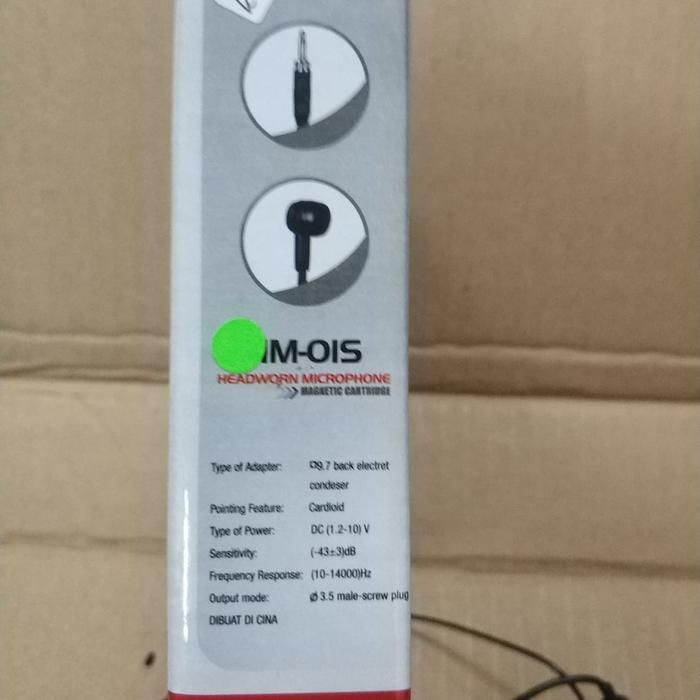 HEADWORN MICROPHONE
MAGNETIC CARTRIDGE
Type of Adapter: 9.7 back electret
condeser
Pointing Feature: Cardioid
Type of Power: DC (1.2-10) V
Sensitivity: (-43±3)dB
Frequency Response: (10-14000)Hz
Output mode: Ø 3.5 male-screw plug
DIBUAT DI CINA